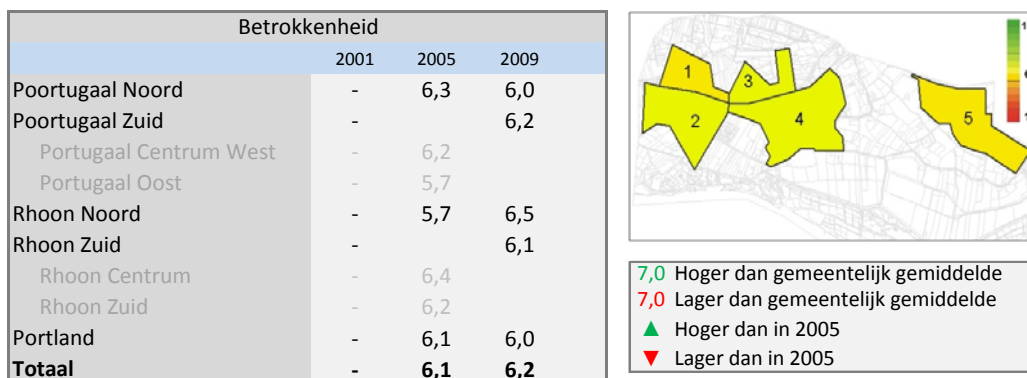 Betrokkenheid
2001 2005 2009
Poortugaal Noord - 6,3 6,0
Poortugaal Zuid - 6,2
Portugaal Centrum West - 6,2
Portugaal Oost - 5,7
Rhoon Noord - 5,7 6,5
Rhoon Zuid - 6,1
Rhoon Centrum - 6,4
Rhoon Zuid - 6,2
Portland - 6,1 6,0
Totaal - 6,1 6,2
1
3
2
4
5
7,0 Hoger dan gemeentelijk gemiddelde
7,0 Lager dan gemeentelijk gemiddelde
▲ Hoger dan in 2005
▼ Lager dan in 2005